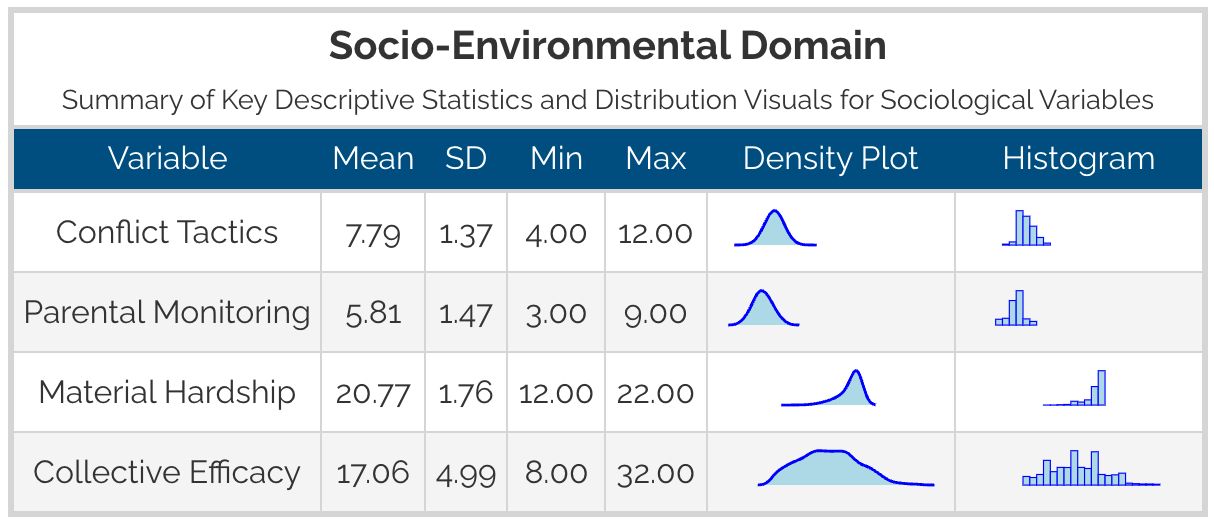 Socio-Environmental Domain
Summary of Key Descriptive Statistics and Distribution Visuals for Sociological Variables
Variable Mean SD Min Max Density Plot Histogram
Conflict Tactics 7.79 1.37 4.00 12.00
Parental Monitoring 5.81 1.47 3.00 9.00
Material Hardship 20.77 1.76 12.00 22.00
Collective Efficacy 17.06 4.99 8.00 32.00